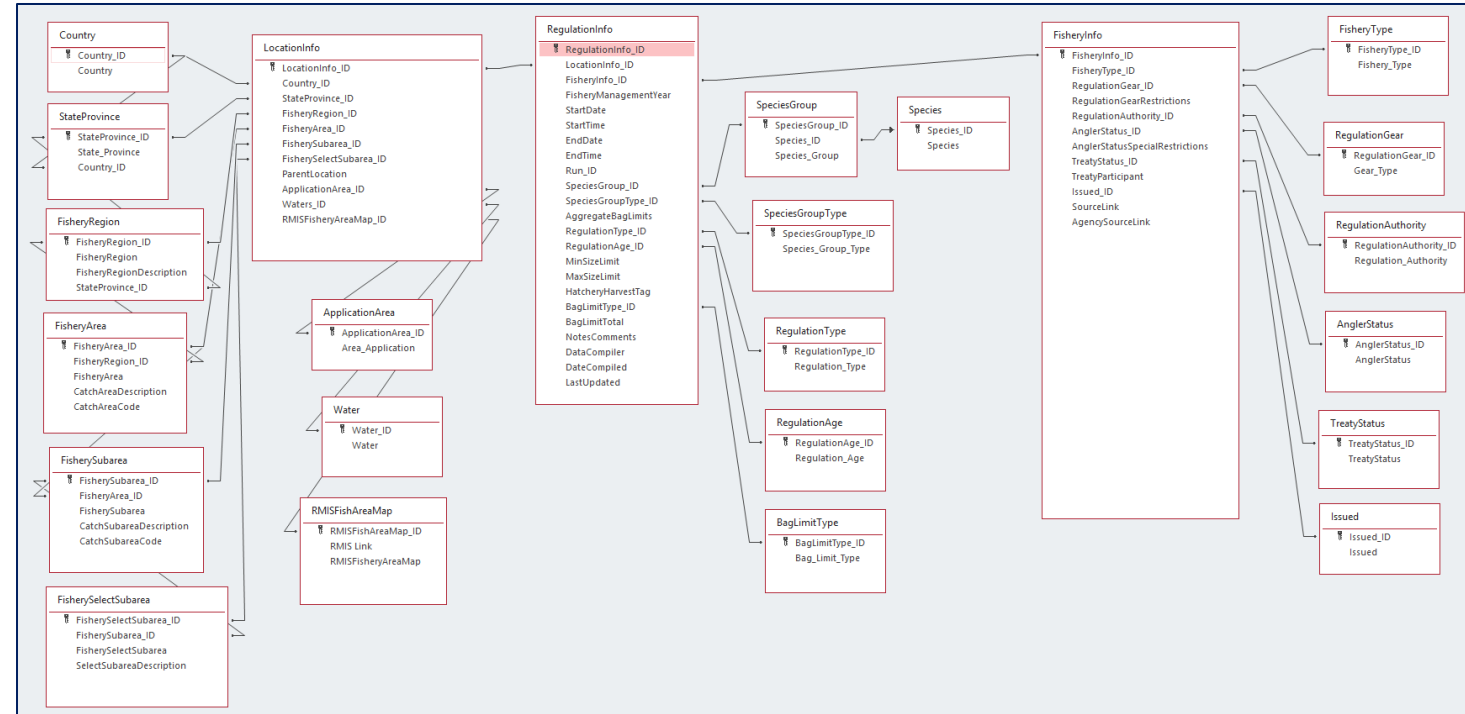 Country
Country_ID
Country
StateProvince
StateProvince_ID
State_Province
Country_ID
FisheryRegion
FisheryRegion_ID
FisheryRegion
FisheryRegionDescription
StateProvince_ID
FisheryArea
FisheryArea_ID
FisheryRegion_ID
FisheryArea
CatchAreaDescription
CatchAreaCode
FisherySubarea
FisherySubarea_ID
FisheryArea_ID
FisherySubarea
CatchSubareaDescription
CatchSubareaCode
FisherySelectSubarea
FisherySelectSubarea_ID
FisherySubarea_ID
FisherySelectSubarea
SelectSubareaDescription
LocationInfo
LocationInfo_ID
Country_ID
StateProvince_ID
FisheryRegion_ID
FisheryArea_ID
FisherySubarea_ID
FisherySelectSubarea_ID
ParentLocation
ApplicationArea_ID
Waters_ID
RMISFisheryAreaMap_ID
ApplicationArea
ApplicationArea_ID
Area_Application
Water
Water_ID
Water
RMISFishAreaMap
RMISFishAreaMap_ID
RMIS Link
RMISFisheryAreaMap
RegulationInfo
RegulationInfo_ID
LocationInfo_ID
FisheryInfo_ID
FisheryManagementYear
StartDate
StartTime
EndDate
EndTime
Run_ID
SpeciesGroup_ID
SpeciesGroupType_ID
AggregateBagLimits
RegulationType_ID
RegulationAge_ID
MinSizeLimit
MaxSizeLimit
HatcheryHarvestTag
BagLimitType_ID
BagLimitTotal
NotesComments
DataCompiler
DateCompiled
LastUpdated
SpeciesGroup
SpeciesGroup_ID
Species_ID
Species_Group
Species
Species_ID
Species
SpeciesGroupType
SpeciesGroupType_ID
Species_Group_Type
RegulationType
RegulationType_ID
Regulation_Type
RegulationAge
RegulationAge_ID
Regulation_Age
BagLimitType
BagLimitType_ID
Bag_Limit_Type
FisheryInfo
FisheryInfo_ID
FisheryType_ID
RegulationGear_ID
RegulationGearRestrictions
RegulationAuthority_ID
AnglerStatus_ID
AnglerStatusSpecialRestrictions
TreatyStatus_ID
TreatyParticipant
Issued_ID
SourceLink
AgencySourceLink
FisheryType
FisheryType_ID
Fishery_Type
RegulationGear
RegulationGear_ID
Gear_Type
RegulationAuthority
RegulationAuthority_ID
Regulation_Authority
AnglerStatus
AnglerStatus_ID
AnglerStatus
TreatyStatus
TreatyStatus_ID
TreatyStatus
Issued
Issued_ID
Issued